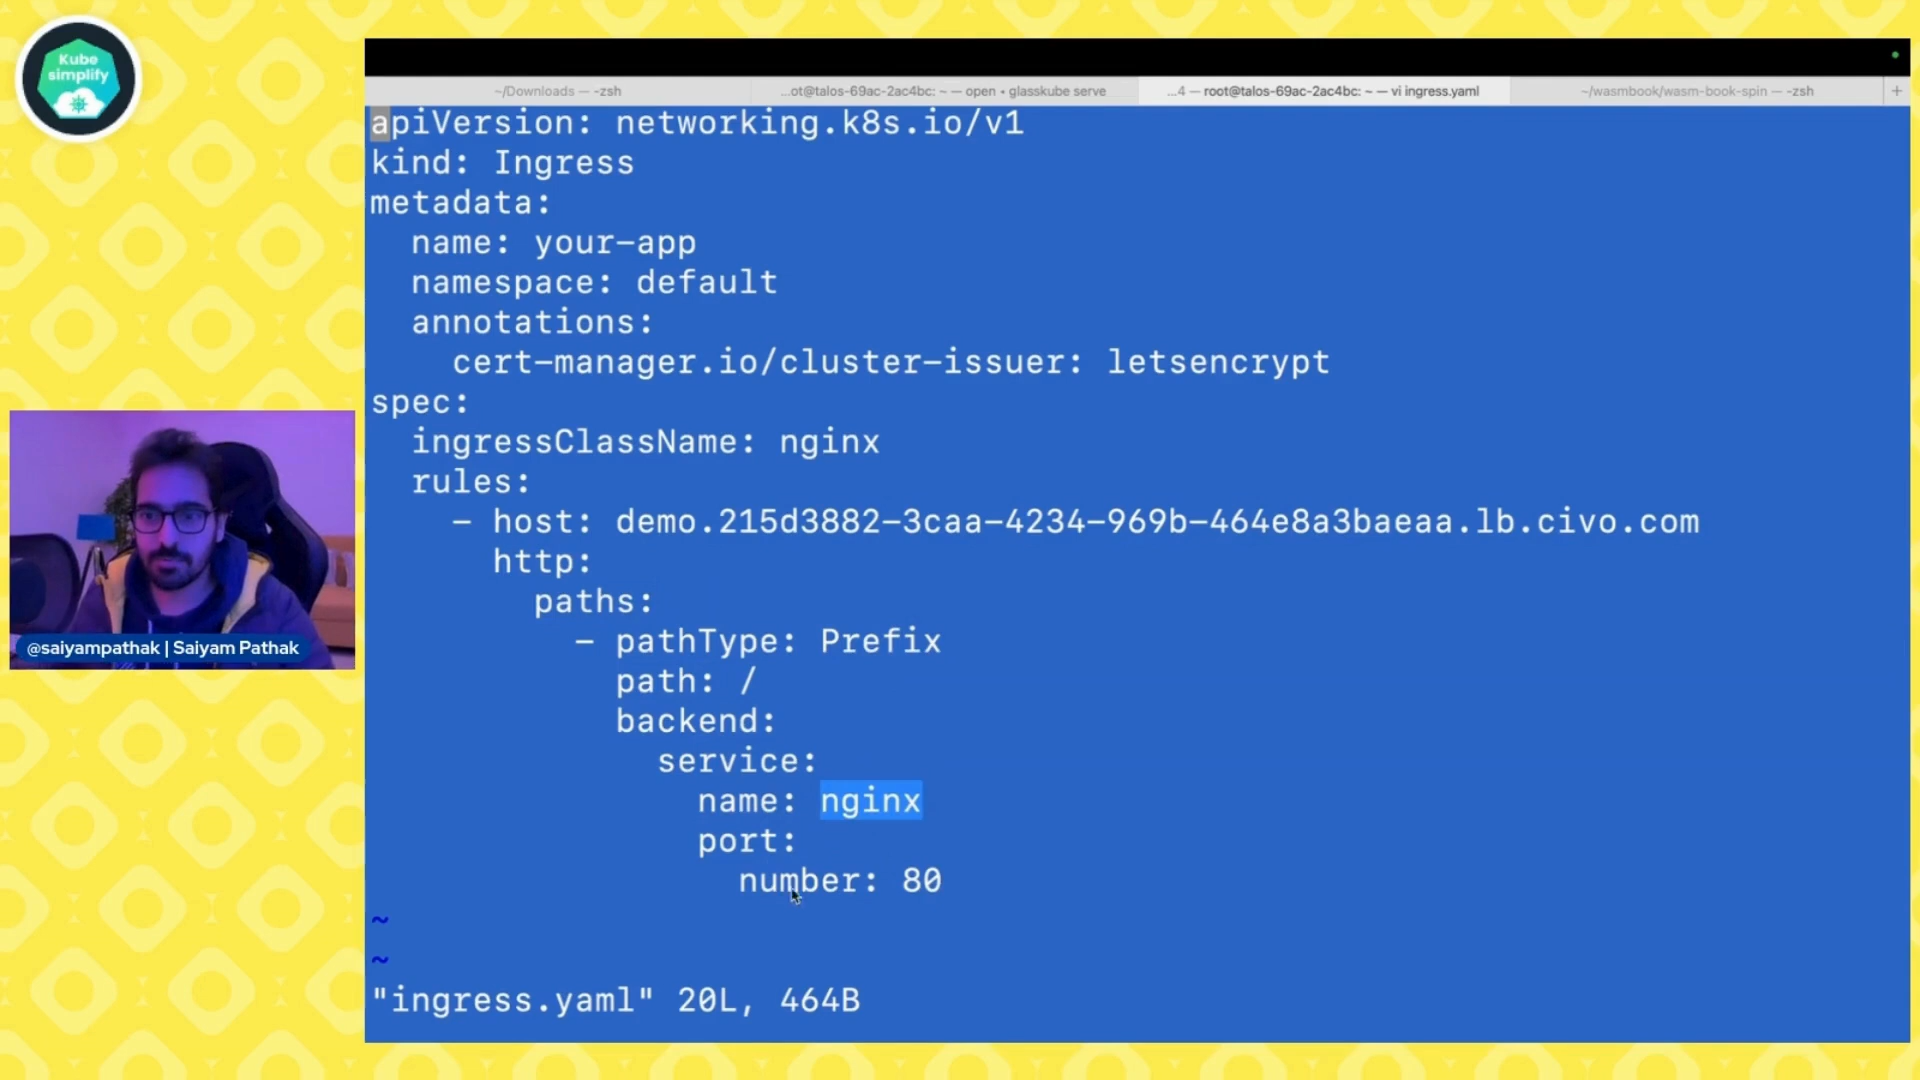 Kube
simplify
~/Downloads — -zsh
...ot@talos-69ac-2ac4bc: ~ — open • glasskube serve
...4 — root@talos-69ac-2ac4bc: ~ — vi ingress.yaml
~/wasmbook/wasm-book-spin — -zsh
+
apiVersion: networking.k8s.io/v1
kind: Ingress
metadata:
  name: your-app
  namespace: default
  annotations:
    cert-manager.io/cluster-issuer: letsencrypt
spec:
  ingressClassName: nginx
  rules:
    - host: demo.215d3882-3caa-4234-969b-464e8a3baeaa.lb.civo.com
      http:
        paths:
          - pathType: Prefix
            path: /
            backend:
              service:
                name: nginx
                port:
                  number: 80
~
~
"ingress.yaml" 20L, 464B
@saiyampathak | Saiyam Pathak